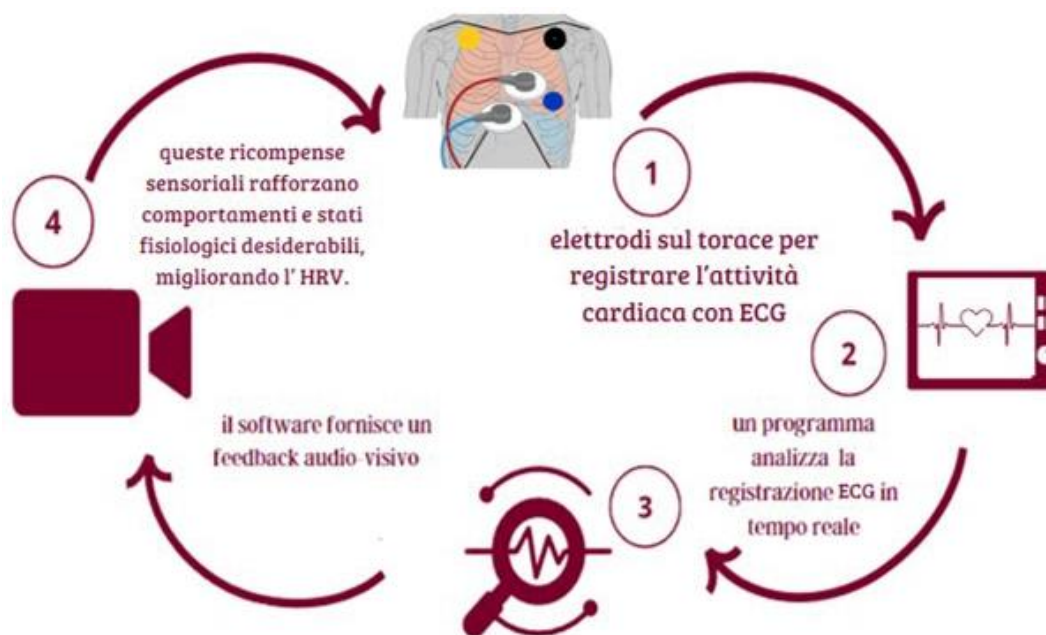 1
elettrodi sul torace per
registrare l'attività
cardiaca con ECG
2
un programma
analizza la
registrazione ECG in
tempo reale
3
il software fornisce un
feedback audio-visivo
4
queste ricompense
sensoriali rafforzano
comportamenti e stati
fisiologici desiderabili,
migliorando l' HRV.